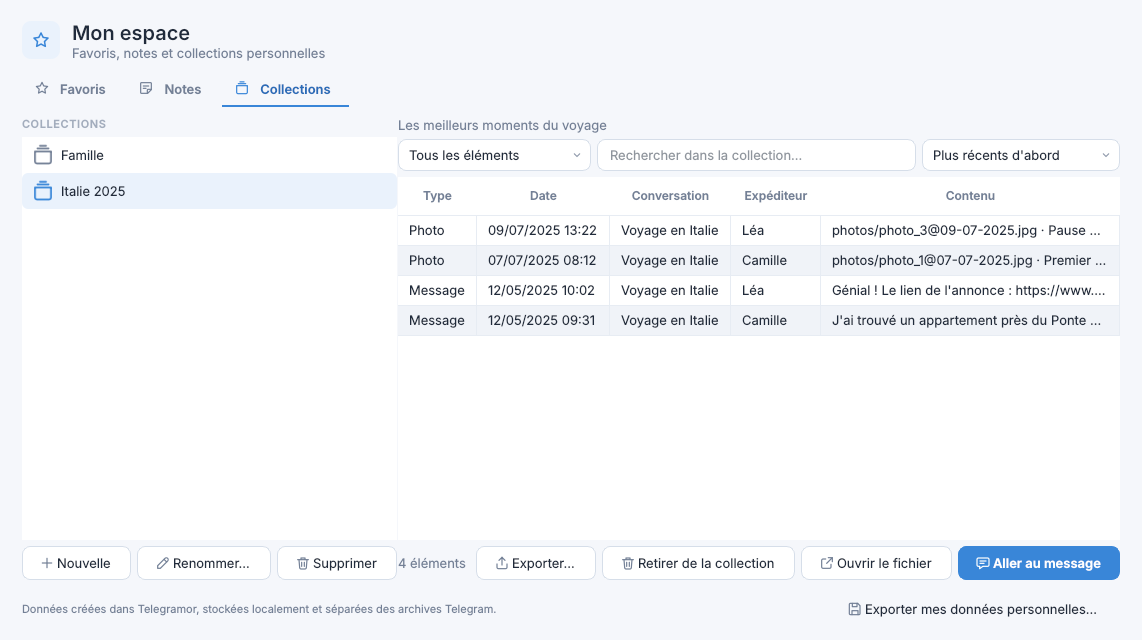 Mon espace
Favoris, notes et collections personnelles
Favoris Notes Collections
COLLECTIONS
Famille
Italie 2025
Les meilleurs moments du voyage
Tous les éléments Rechercher dans la collection... Plus récents d'abord
Type Date Conversation Expéditeur Contenu
Photo 09/07/2025 13:22 Voyage en Italie Léa photos/photo_3@09-07-2025.jpg · Pause ...
Photo 07/07/2025 08:12 Voyage en Italie Camille photos/photo_1@07-07-2025.jpg · Premier ...
Message 12/05/2025 10:02 Voyage en Italie Léa Génial ! Le lien de l'annonce : https://www....
Message 12/05/2025 09:31 Voyage en Italie Camille J'ai trouvé un appartement près du Ponte ...
Nouvelle Renommer... Supprimer 4 éléments Exporter... Retirer de la collection Ouvrir le fichier Aller au message
Données créées dans Telegramor, stockées localement et séparées des archives Telegram. Exporter mes données personnelles...